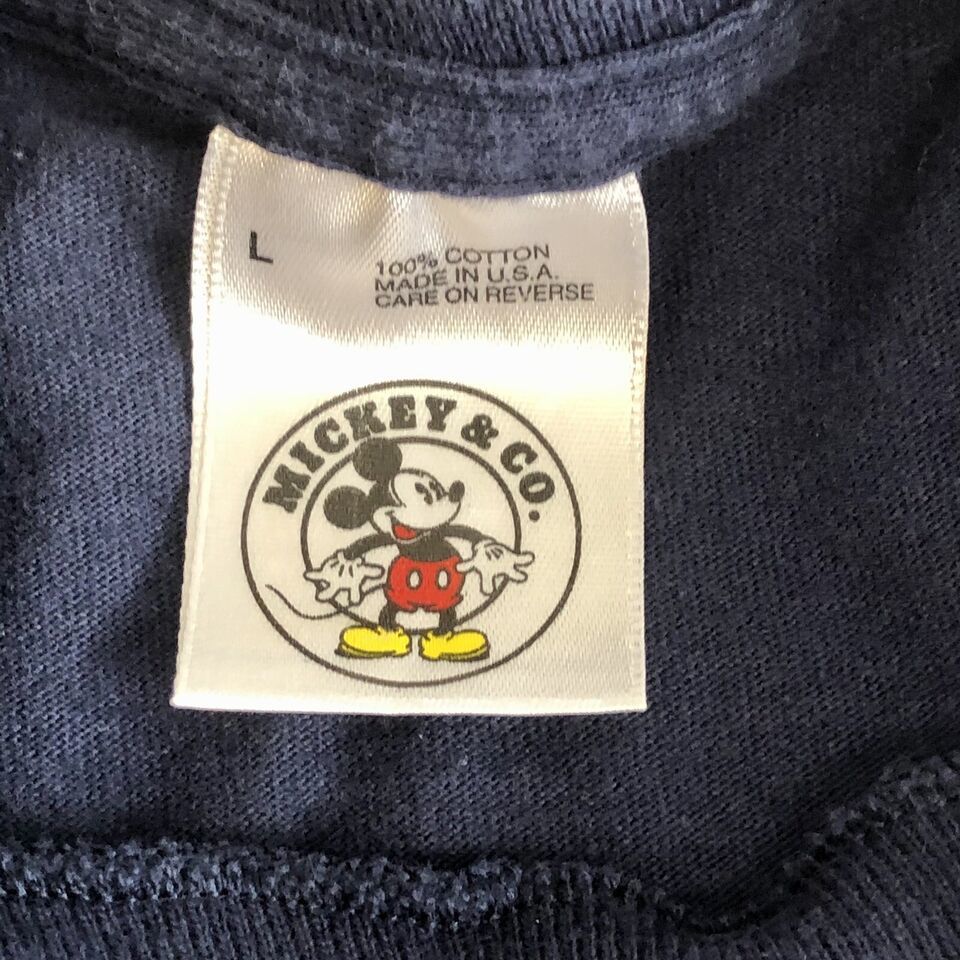 L
100% COTTON
MADE IN U.S.A.
CARE ON REVERSE
MICKEY & CO.